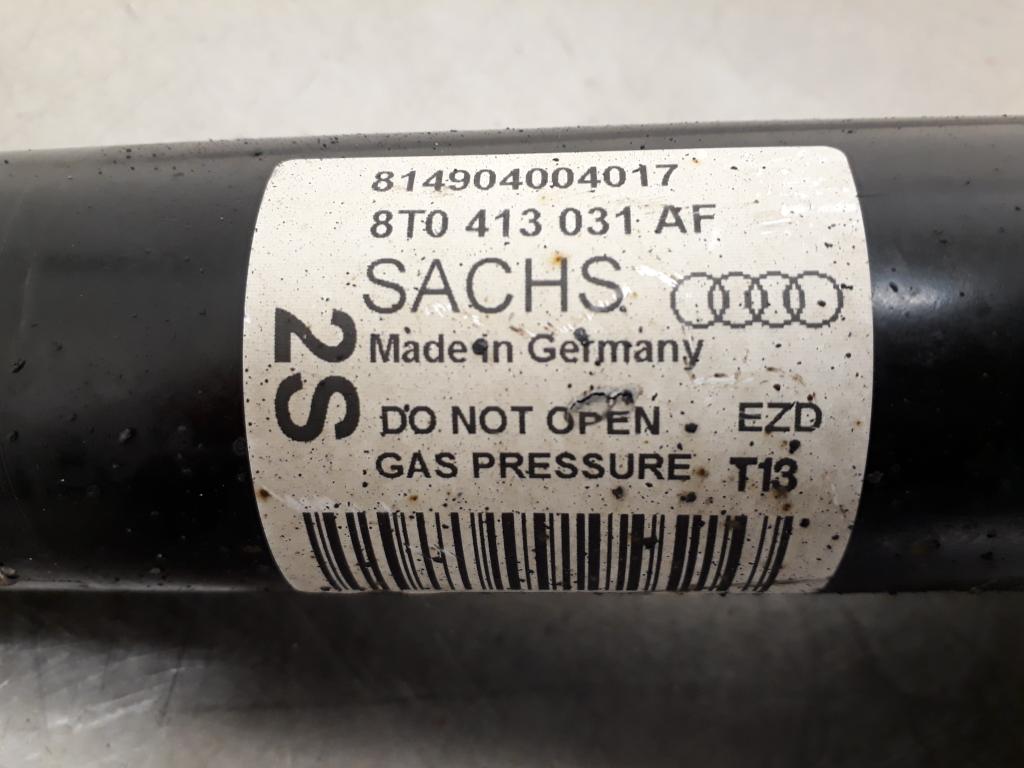 814904004017
8T0 413 031 AF
SACHS
Made in Germany
2S
DO NOT OPEN EZD
GAS PRESSURE T13